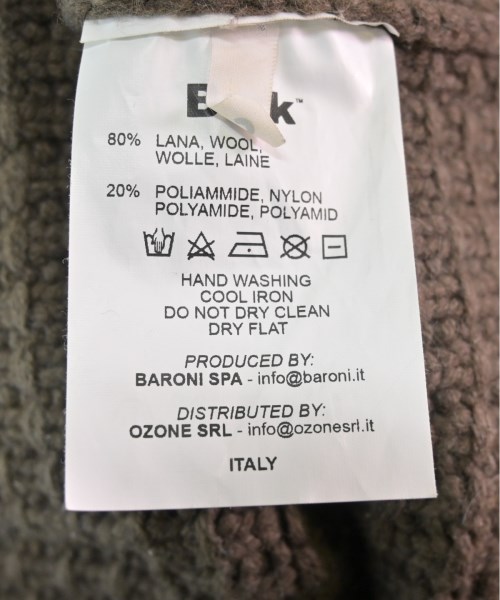 80% LANA, WOOL,
WOLLE, LAINE
20% POLIAMMIDE, NYLON
POLYAMIDE, POLYAMID
HAND WASHING
COOL IRON
DO NOT DRY CLEAN
DRY FLAT
PRODUCED BY:
BARONI SPA - info@baroni.it
DISTRIBUTED BY:
OZONE SRL - info@ozonesrl.it
ITALY